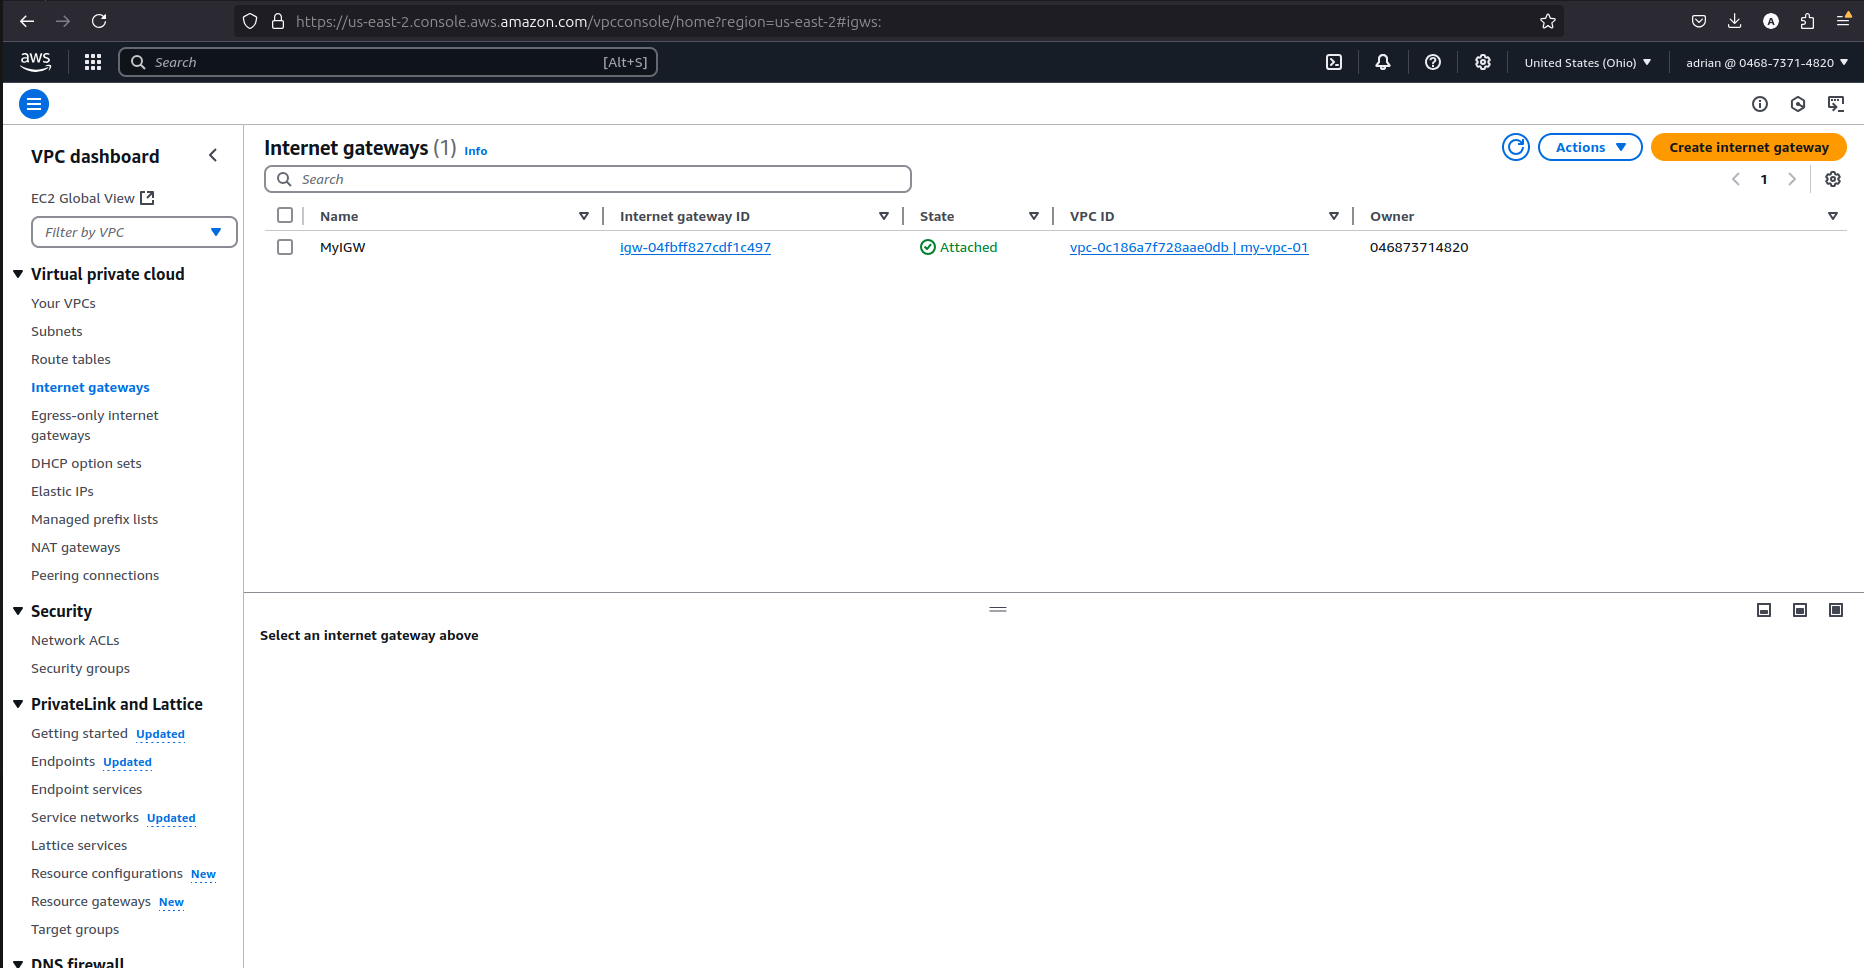 https://us-east-2.console.aws.amazon.com/vpcconsole/home?region=us-east-2#igws:
aws
Search
[Alt+S]
United States (Ohio)
adrian @ 0468-7371-4820
VPC dashboard
EC2 Global View
Filter by VPC
Virtual private cloud
Your VPCs
Subnets
Route tables
Internet gateways
Egress-only internet
gateways
DHCP option sets
Elastic IPs
Managed prefix lists
NAT gateways
Peering connections
Security
Network ACLs
Security groups
PrivateLink and Lattice
Getting started Updated
Endpoints Updated
Endpoint services
Service networks Updated
Lattice services
Resource configurations New
Resource gateways New
Target groups
DNS firewall
Internet gateways (1) Info
Actions
Create internet gateway
Search
1
Name
Internet gateway ID
State
VPC ID
Owner
MyIGW
igw-04fbff827cdf1c497
Attached
vpc-0c186a7f728aae0db | my-vpc-01
046873714820
Select an internet gateway above